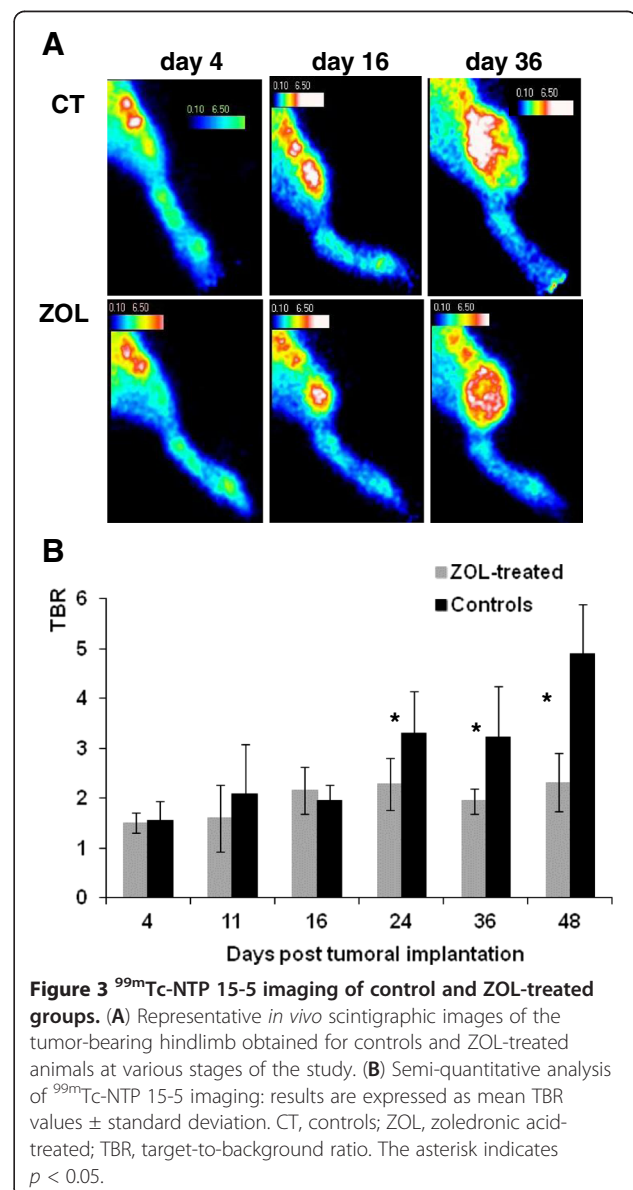 A
day 4 day 16 day 36
CT
0.10 6.50
0.10 6.50
0.10 6.50
ZOL
0.10 6.50
0.10 6.50
0.10 6.50
B
ZOL-treated
Controls
TBR
6
5
4
3
2
1
0
*
*
*
4 11 16 24 36 48
Days post tumoral implantation
Figure 3 ⁹⁹ᵐTc-NTP 15-5 imaging of control and ZOL-treated
groups. (A) Representative in vivo scintigraphic images of the
tumor-bearing hindlimb obtained for controls and ZOL-treated
animals at various stages of the study. (B) Semi-quantitative analysis
of ⁹⁹ᵐTc-NTP 15-5 imaging: results are expressed as mean TBR
values ± standard deviation. CT, controls; ZOL, zoledronic acid-
treated; TBR, target-to-background ratio. The asterisk indicates
p < 0.05.